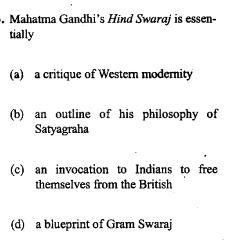 . Mahatma Gandhi's Hind Swaraj is essen-
tially
(a) a critique of Western modernity
(b) an outline of his philosophy of
Satyagraha
(c) an invocation to Indians to free
themselves from the British
(d) a blueprint of Gram Swaraj